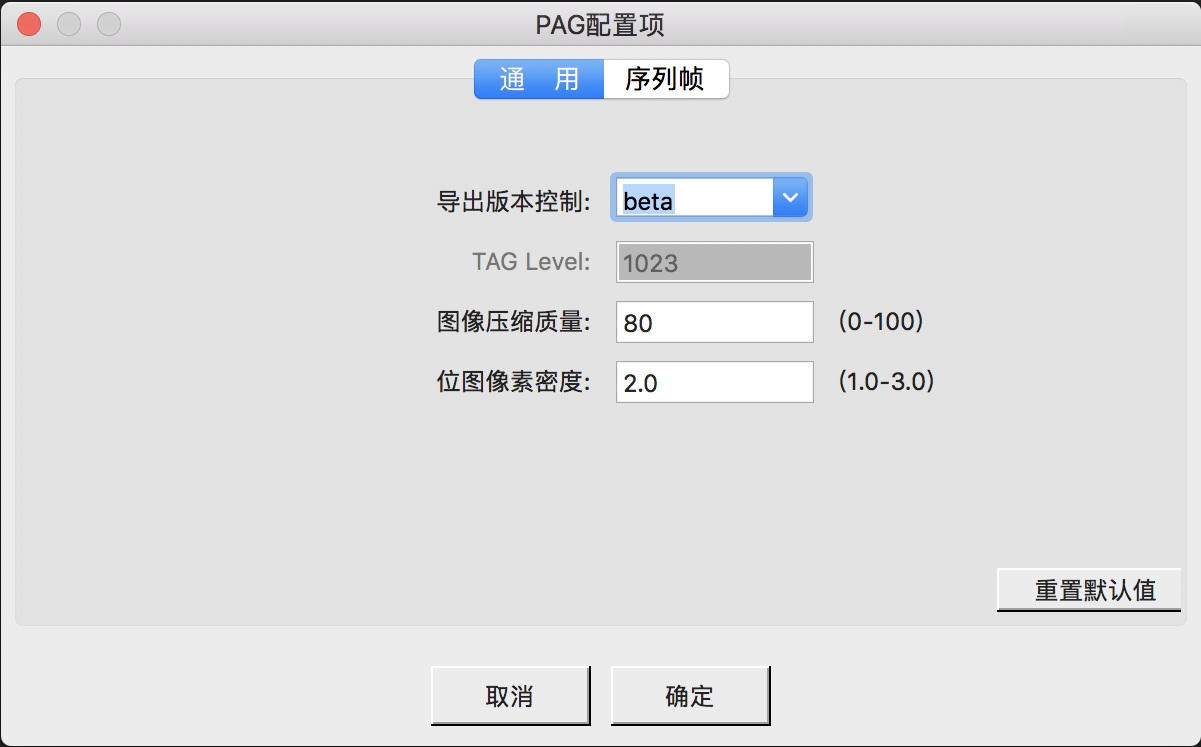 PAG配置项
通 用 序列帧
导出版本控制: beta
TAG Level: 1023
图像压缩质量: 80 (0-100)
位图像素密度: 2.0 (1.0-3.0)
重置默认值
取消 确定